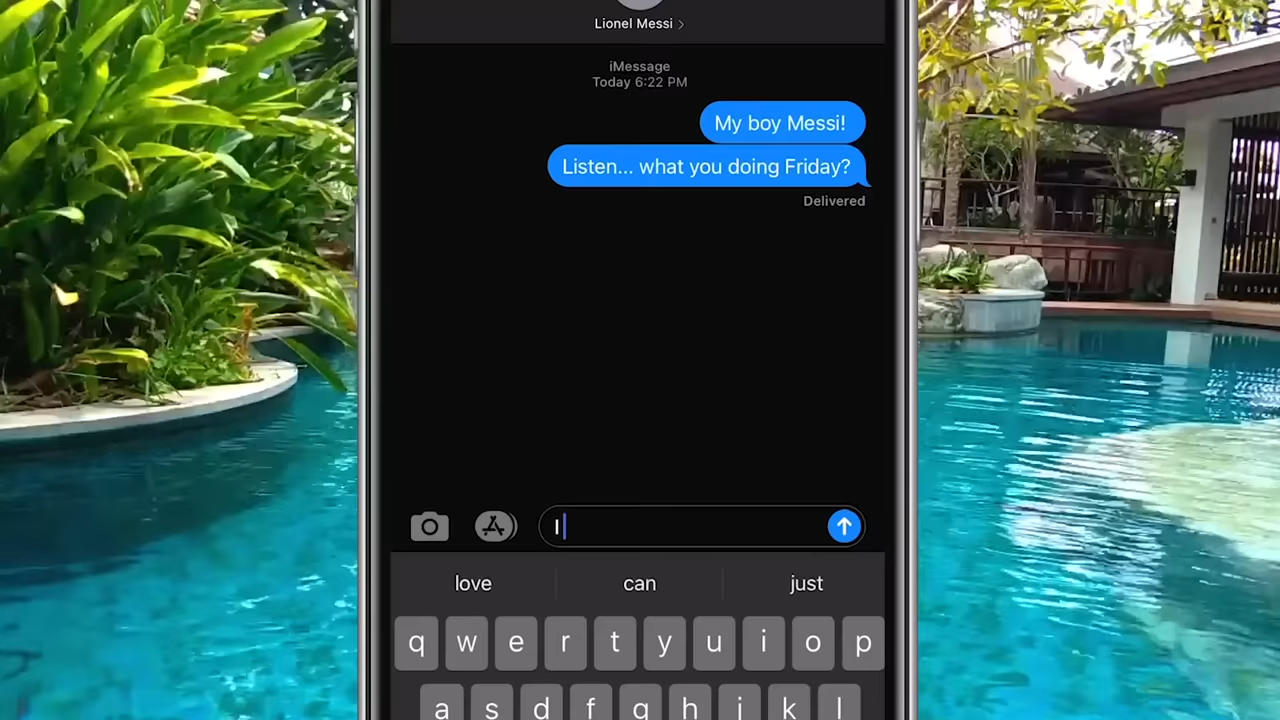 Lionel Messi >
iMessage
Today 6:22 PM
My boy Messi!
Listen... what you doing Friday?
Delivered
I
love can just
q w e r t y u i o p
a s d f g h j k l